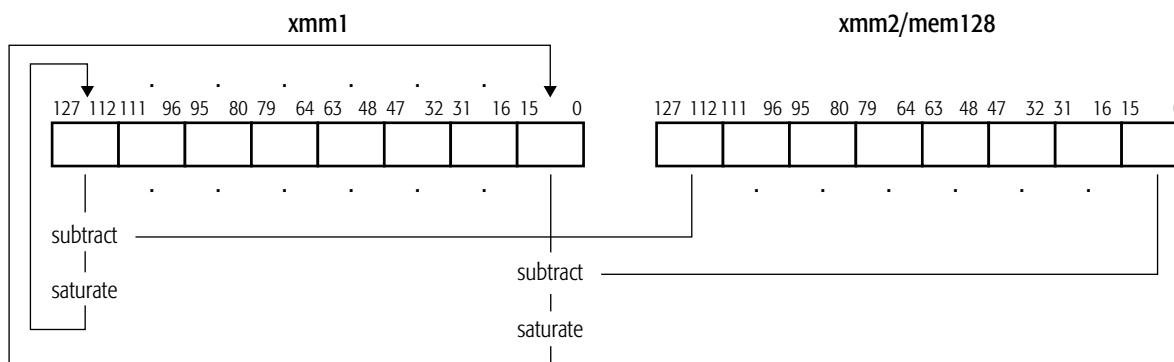 xmm1 xmm2/mem128
127 112 111 96 95 80 79 64 63 48 47 32 31 16 15 0 127 112 111 96 95 80 79 64 63 48 47 32 31 16 15
subtract
subtract
saturate
saturate